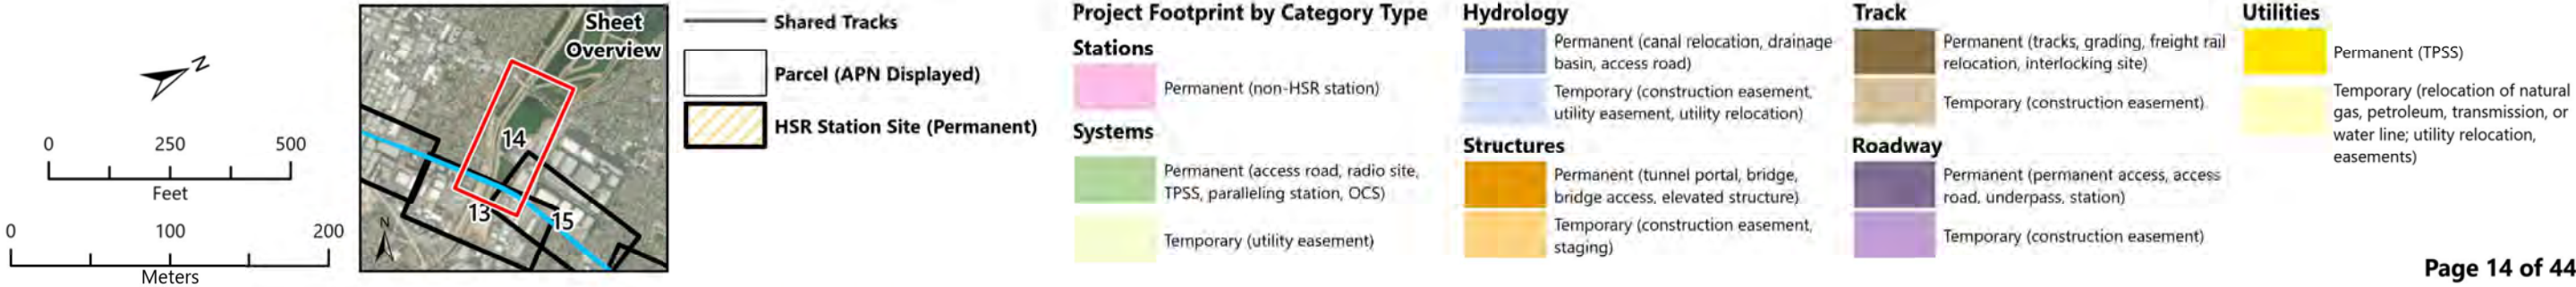 N
0 250 500
Feet
0 100 200
Meters
Sheet
Overview
14
13
15
N
Shared Tracks
Parcel (APN Displayed)
HSR Station Site (Permanent)
Project Footprint by Category Type
Stations
Permanent (non-HSR station)
Systems
Permanent (access road, radio site,
TPSS, paralleling station, OCS)
Temporary (utility easement)
Hydrology
Permanent (canal relocation, drainage
basin, access road)
Temporary (construction easement,
utility easement, utility relocation)
Structures
Permanent (tunnel portal, bridge,
bridge access, elevated structure)
Temporary (construction easement,
staging)
Track
Permanent (tracks, grading, freight rail
relocation, interlocking site)
Temporary (construction easement)
Roadway
Permanent (permanent access, access
road, underpass, station)
Temporary (construction easement)
Utilities
Permanent (TPSS)
Temporary (relocation of natural
gas, petroleum, transmission, or
water line; utility relocation,
easements)
Page 14 of 44